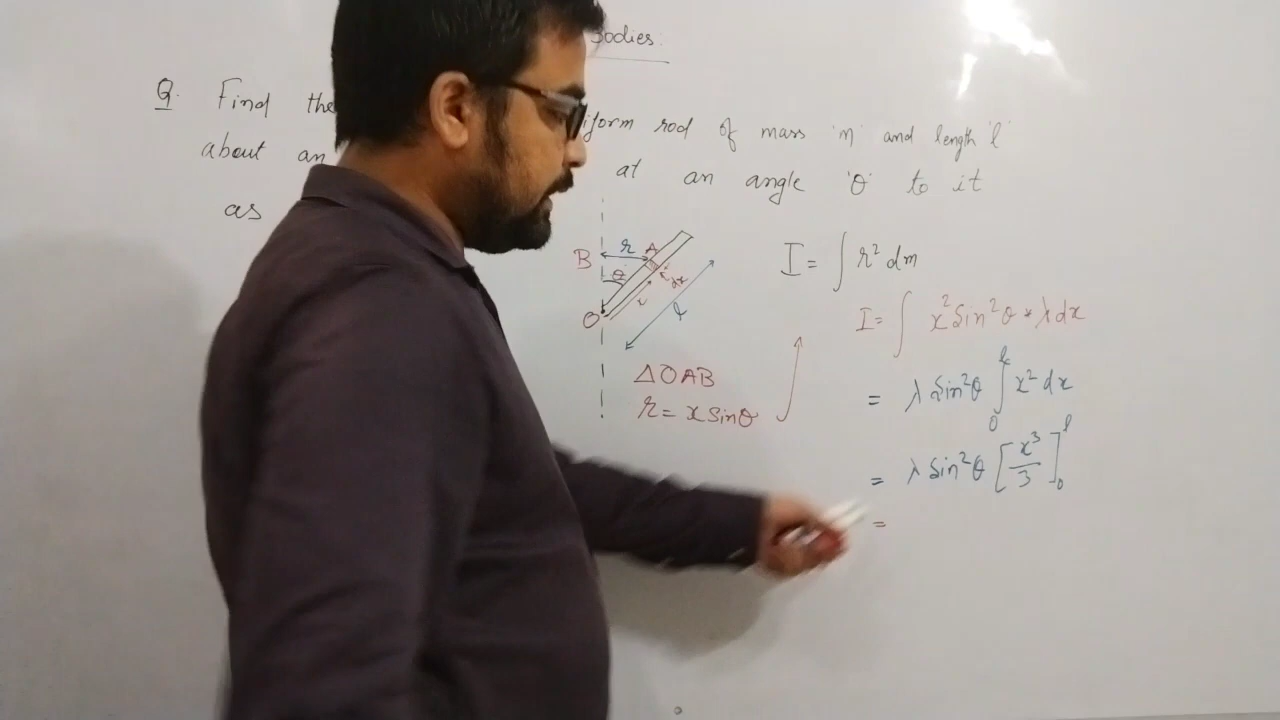 Bodies.
Q. Find the iform rod of mass 'm' and length 'l'
about an at an angle 'θ' to it
as
B r A
θ
dx
x
O
l
ΔOAB
r = x sinθ
I = ∫ r² dm
I = ∫ x² Sin²θ * λ dx
= λ Sin²θ ∫₀ˡ x² dx
= λ Sin²θ [x³/3]₀ˡ
=